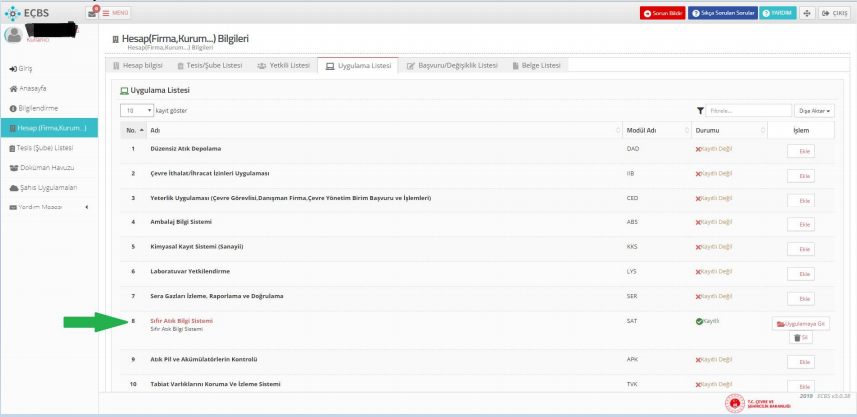 EÇBS
MENÜ
Sorun Bildir
Sıkça Sorulan Sorular
YARDIM
ÇIKIŞ
Kullanıcı
Giriş
Anasayfa
Bilgilendirme
Hesap (Firma,Kurum...)
Tesis (Şube) Listesi
Doküman Havuzu
Şahıs Uygulamaları
Yardım Masası
Hesap(Firma,Kurum...) Bilgileri
Hesap(Firma,Kurum...) Bilgileri
Hesap bilgisi
Tesis/Şube Listesi
Yetkili Listesi
Uygulama Listesi
Başvuru/Değişiklik Listesi
Belge Listesi
Uygulama Listesi
10 kayıt göster
Filtrele...
Dışa Aktar
No. Adı Modül Adı Durumu İşlem
1 Düzensiz Atık Depolama DAD Kayıtlı Değil Ekle
2 Çevre İthalat/İhracat İzinleri Uygulaması IIB Kayıtlı Değil Ekle
3 Yeterlik Uygulaması (Çevre Görevlisi,Danışman Firma,Çevre Yönetim Birim Başvuru ve İşlemleri) CED Kayıtlı Değil Ekle
4 Ambalaj Bilgi Sistemi ABS Kayıtlı Değil Ekle
5 Kimyasal Kayıt Sistemi (Sanayii) KKS Kayıtlı Değil Ekle
6 Laboratuvar Yetkilendirme LYS Kayıtlı Değil Ekle
7 Sera Gazları İzleme, Raporlama ve Doğrulama SER Kayıtlı Değil Ekle
8 Sıfır Atık Bilgi Sistemi SAT Kayıtlı Uygulamaya Git
Sıfır Atık Bilgi Sistemi
Sil
9 Atık Pil ve Akümülatörlerin Kontrolü APK Kayıtlı Değil Ekle
10 Tabiat Varlıklarını Koruma Ve İzleme Sistemi TVK Kayıtlı Değil Ekle
T.C. ÇEVRE VE
ŞEHİRCİLİK BAKANLIĞI
2019 EÇBS v3.0.38